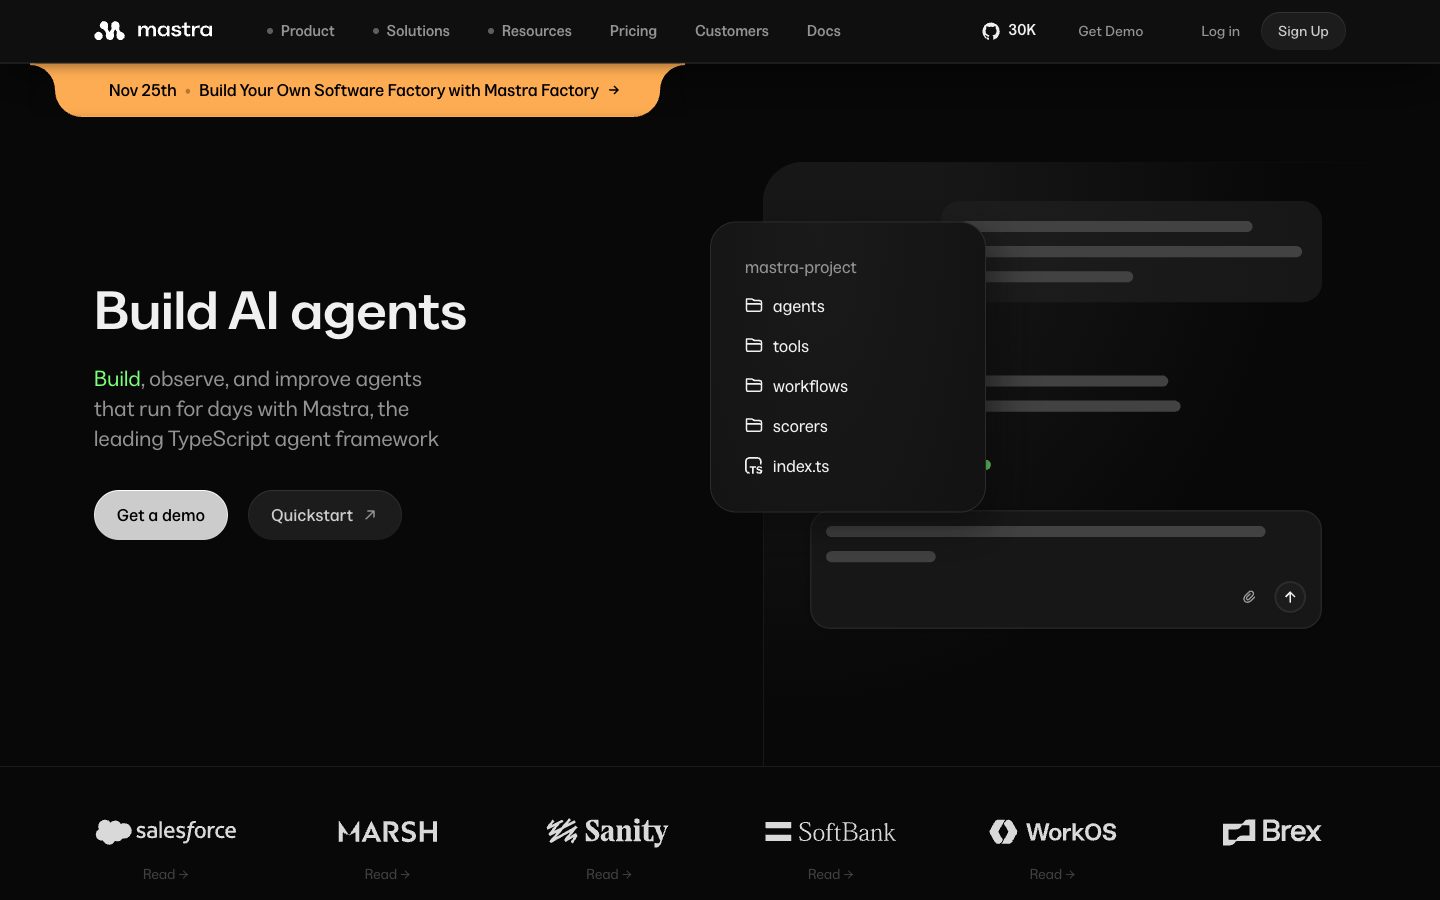 mastra
Product
Solutions
Resources
Pricing
Customers
Docs
30K
Get Demo
Log in
Sign Up
Nov 25th • Build Your Own Software Factory with Mastra Factory →
Build AI agents
Build, observe, and improve agents
that run for days with Mastra, the
leading TypeScript agent framework
Get a demo
Quickstart ↗
mastra-project
agents
tools
workflows
scorers
TS index.ts
salesforce
MARSH
Sanity
SoftBank
WorkOS
Brex
Read →
Read →
Read →
Read →
Read →